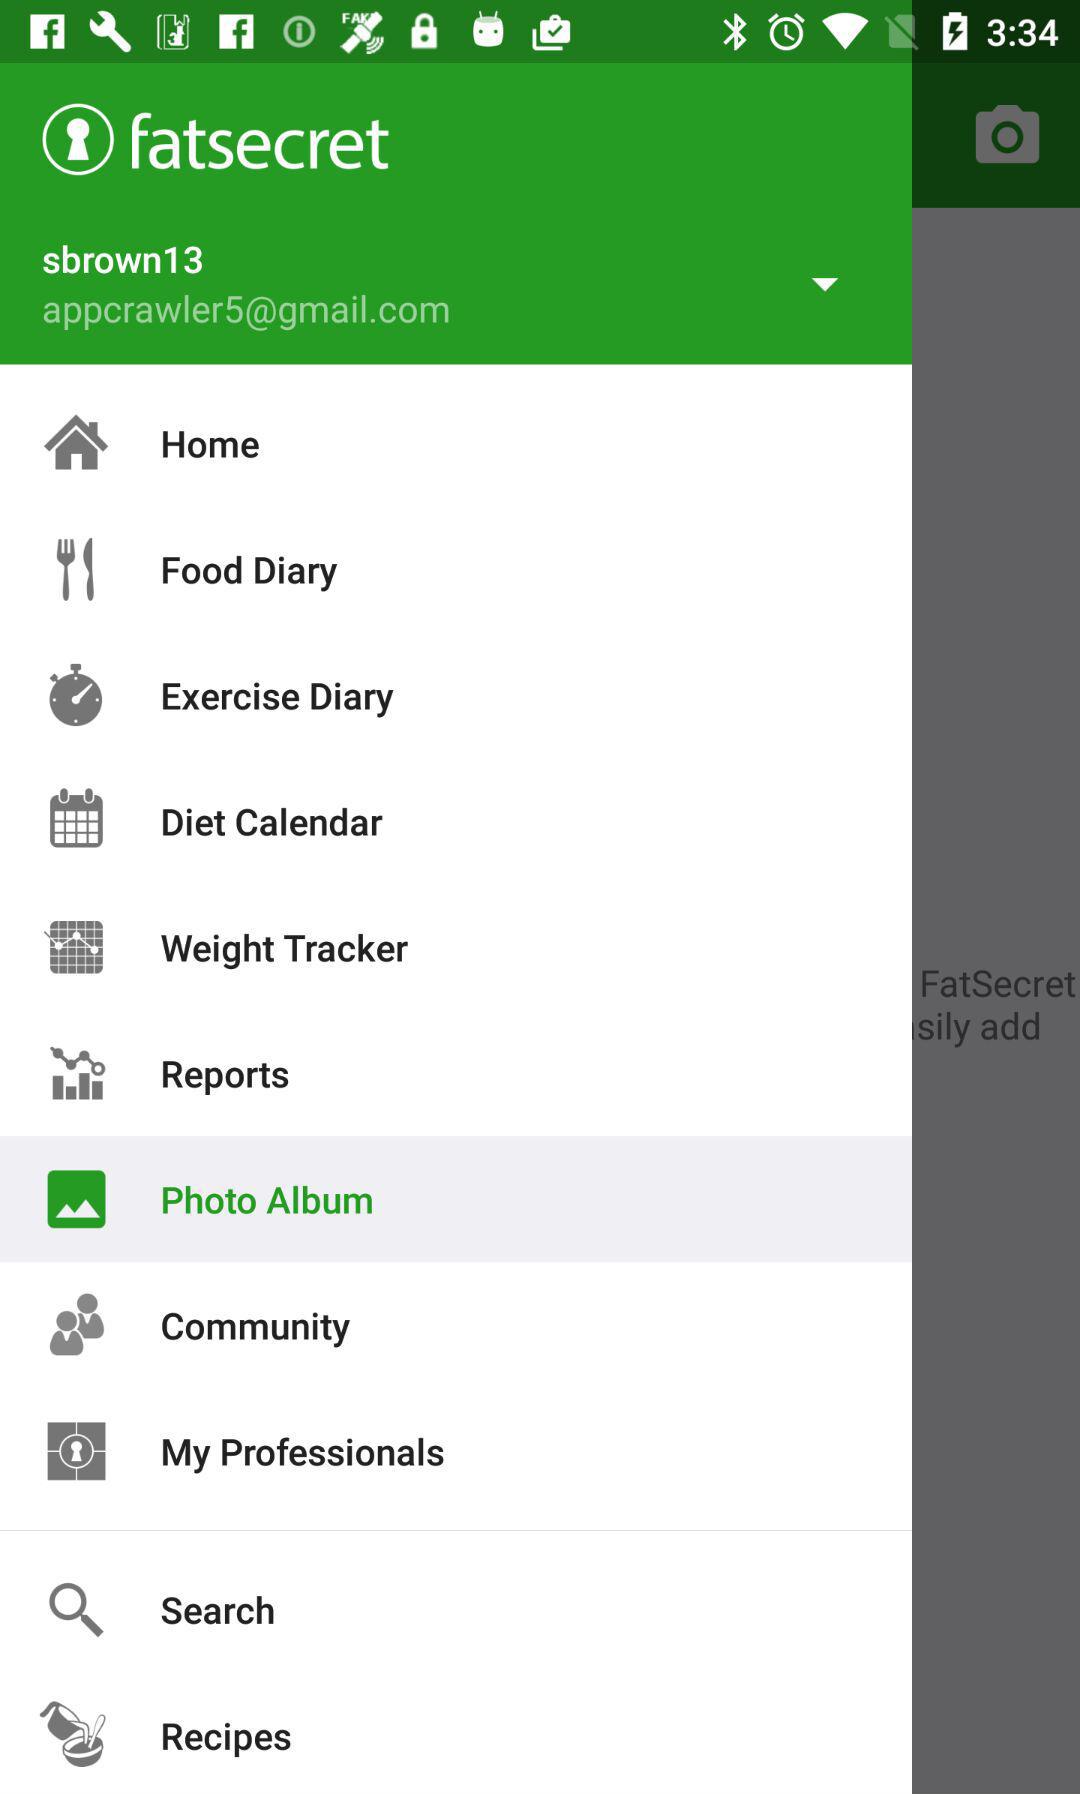 FAKE
3:34
fatsecret
sbrown13
appcrawler5@gmail.com
Home
Food Diary
Exercise Diary
Diet Calendar
Weight Tracker
FatSecret
add
Reports
Photo Album
Community
My Professionals
Search
Recipes